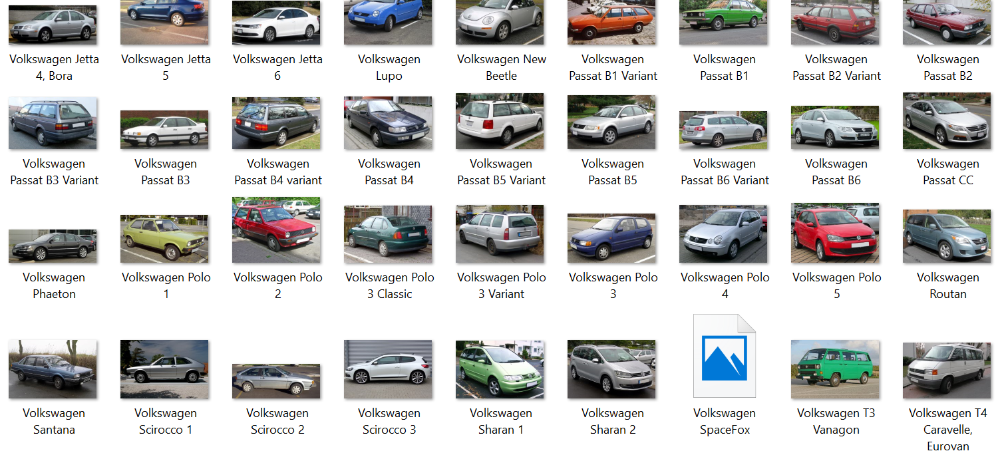 Volkswagen Jetta
4, Bora
Volkswagen Jetta
5
Volkswagen Jetta
6
Volkswagen
Lupo
Volkswagen New
Beetle
Volkswagen
Passat B1 Variant
Volkswagen
Passat B1
Volkswagen
Passat B2 Variant
Volkswagen
Passat B2
Volkswagen
Passat B3 Variant
Volkswagen
Passat B3
Volkswagen
Passat B4 variant
Volkswagen
Passat B4
Volkswagen
Passat B5 Variant
Volkswagen
Passat B5
Volkswagen
Passat B6 Variant
Volkswagen
Passat B6
Volkswagen
Passat CC
Volkswagen
Phaeton
Volkswagen Polo
1
Volkswagen Polo
2
Volkswagen Polo
3 Classic
Volkswagen Polo
3 Variant
Volkswagen Polo
3
Volkswagen Polo
4
Volkswagen Polo
5
Volkswagen
Routan
Volkswagen
Santana
Volkswagen
Scirocco 1
Volkswagen
Scirocco 2
Volkswagen
Scirocco 3
Volkswagen
Sharan 1
Volkswagen
Sharan 2
Volkswagen
SpaceFox
Volkswagen T3
Vanagon
Volkswagen T4
Caravelle,
Eurovan